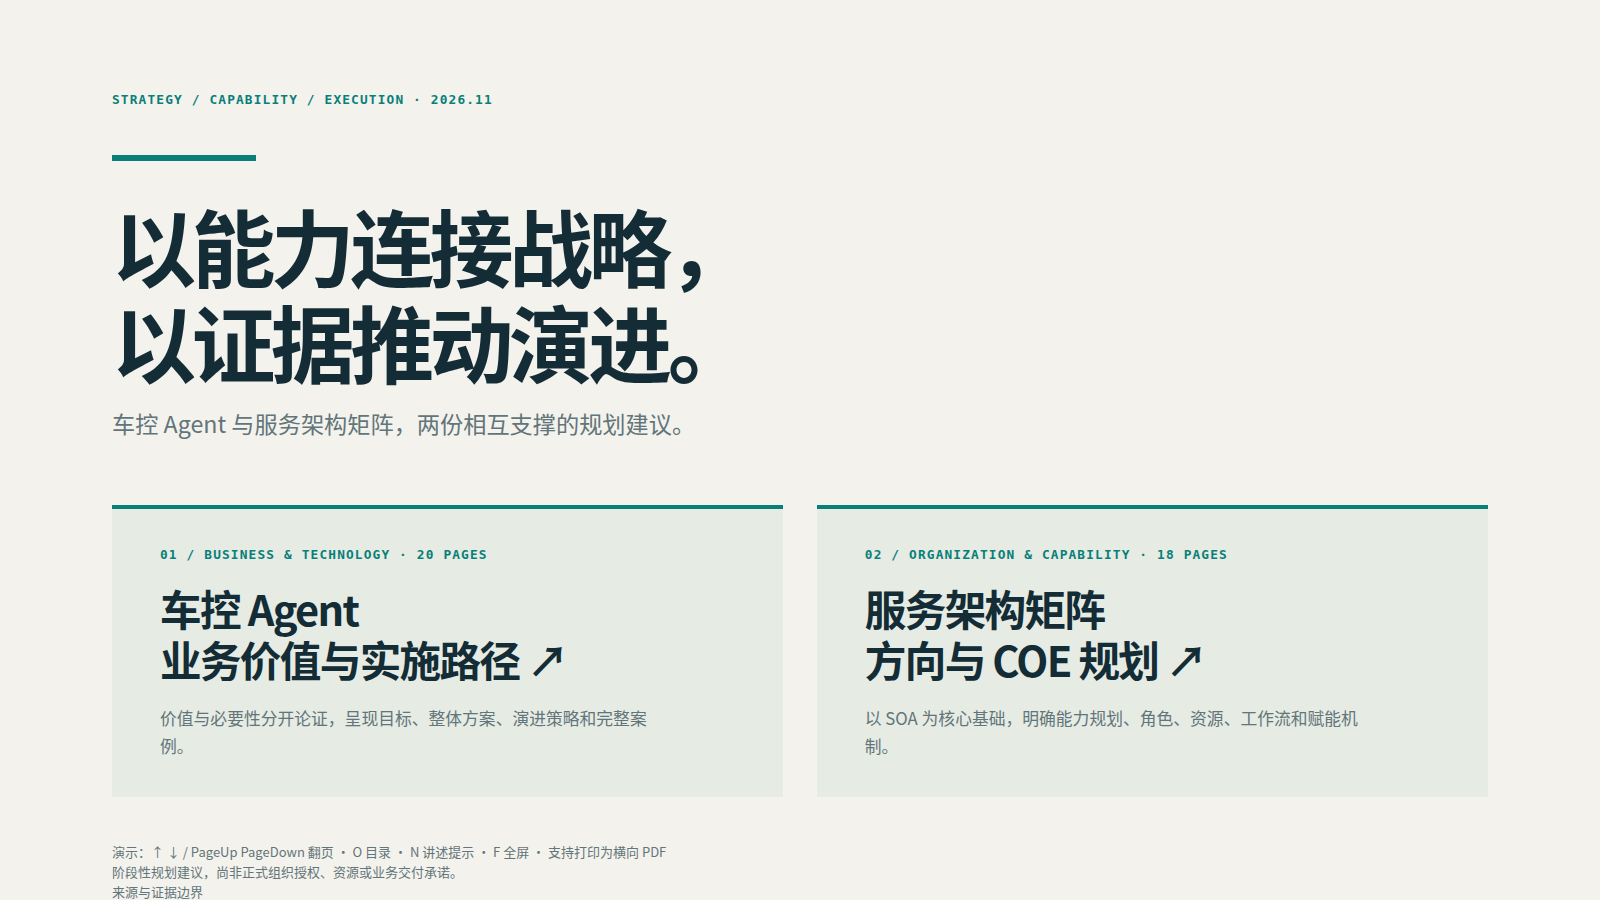 STRATEGY / CAPABILITY / EXECUTION · 2026.11
以能力连接战略，
以证据推动演进。
车控 Agent 与服务架构矩阵，两份相互支撑的规划建议。
01 / BUSINESS & TECHNOLOGY · 20 PAGES
车控 Agent
业务价值与实施路径 ↗
价值与必要性分开论证，呈现目标、整体方案、演进策略和完整案
例。
02 / ORGANIZATION & CAPABILITY · 18 PAGES
服务架构矩阵
方向与 COE 规划 ↗
以 SOA 为核心基础，明确能力规划、角色、资源、工作流和赋能机
制。
演示：↑ ↓ / PageUp PageDown 翻页 · O 目录 · N 讲述提示 · F 全屏 · 支持打印为横向 PDF
阶段性规划建议，尚非正式组织授权、资源或业务交付承诺。
来源与证据边界